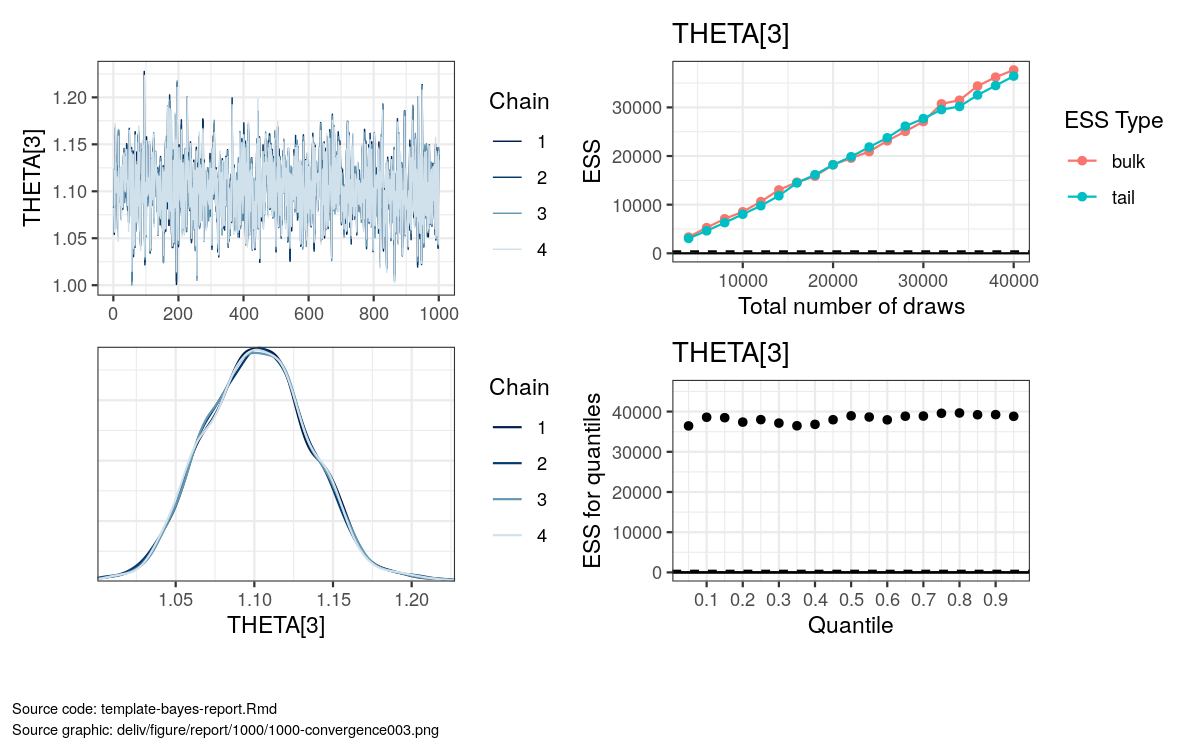 THETA[3]
1.20
1.15
1.10
1.05
1.00
0 200 400 600 800 1000
Chain
1
2
3
4
THETA[3]
ESS
30000
20000
10000
0
10000 20000 30000 40000
Total number of draws
ESS Type
bulk
tail
1.05 1.10 1.15 1.20
THETA[3]
Chain
1
2
3
4
THETA[3]
ESS for quantiles
40000
30000
20000
10000
0
0.1 0.2 0.3 0.4 0.5 0.6 0.7 0.8 0.9
Quantile
Source code: template-bayes-report.Rmd
Source graphic: deliv/figure/report/1000/1000-convergence003.png